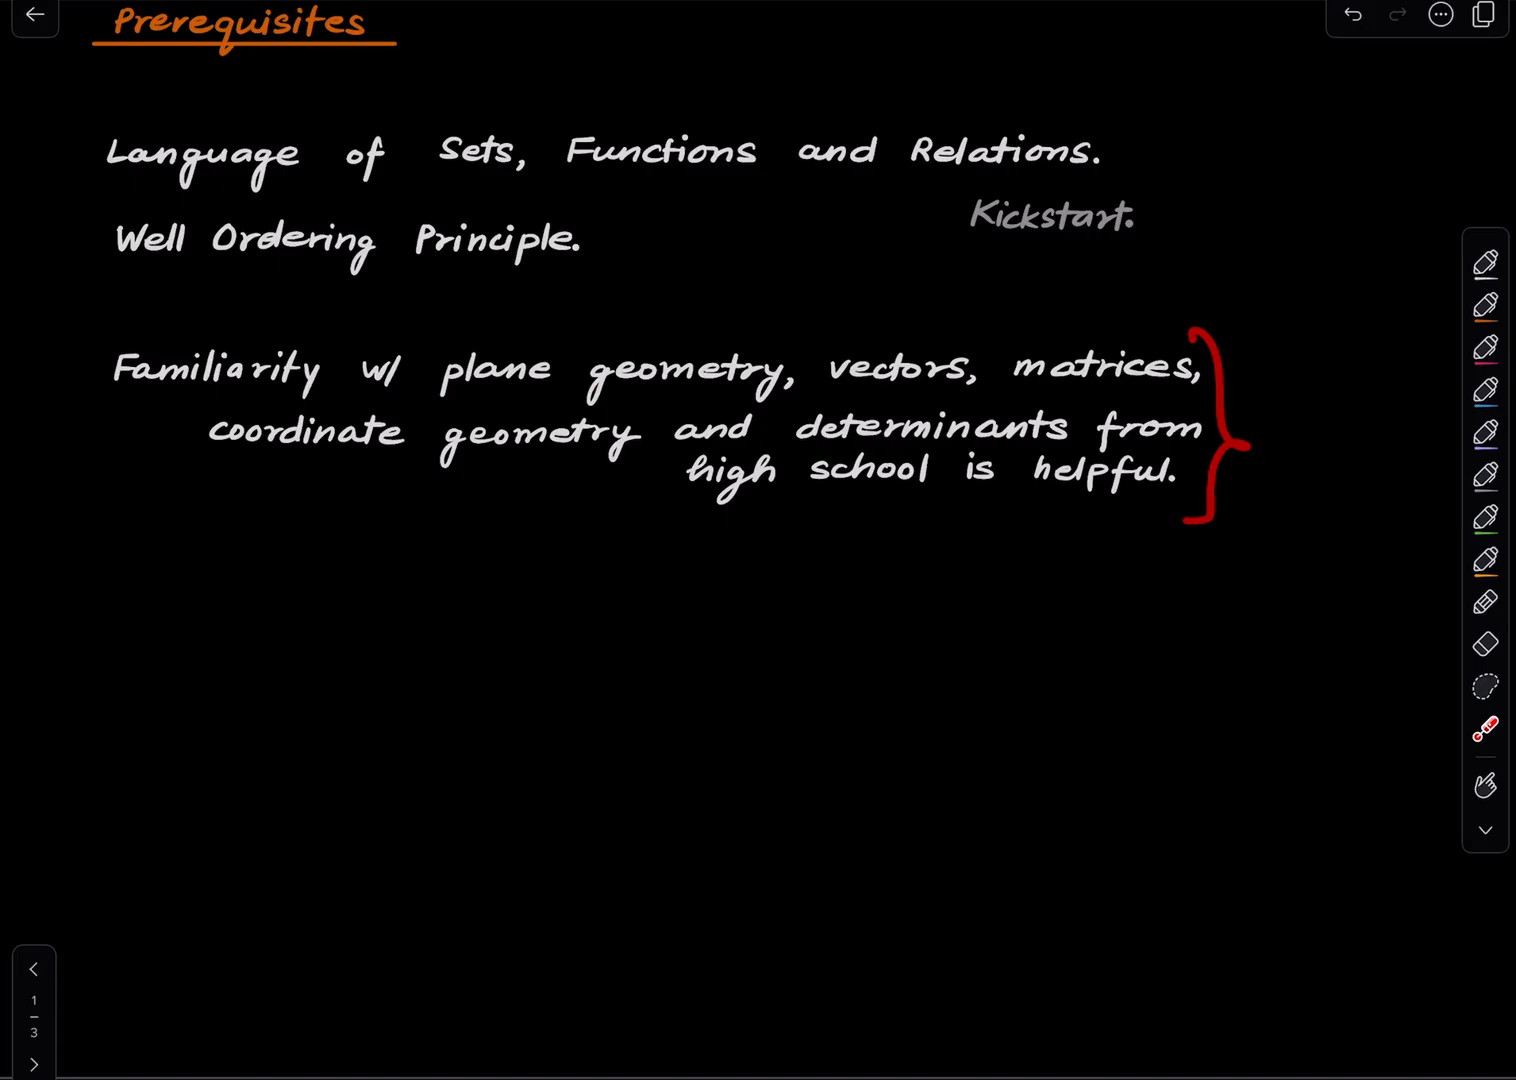 Prerequisites
Language of Sets, Functions and Relations.
Kickstart.
Well Ordering Principle.
Familiarity w/ plane geometry, vectors, matrices,
coordinate geometry and determinants from
high school is helpful.
1
3